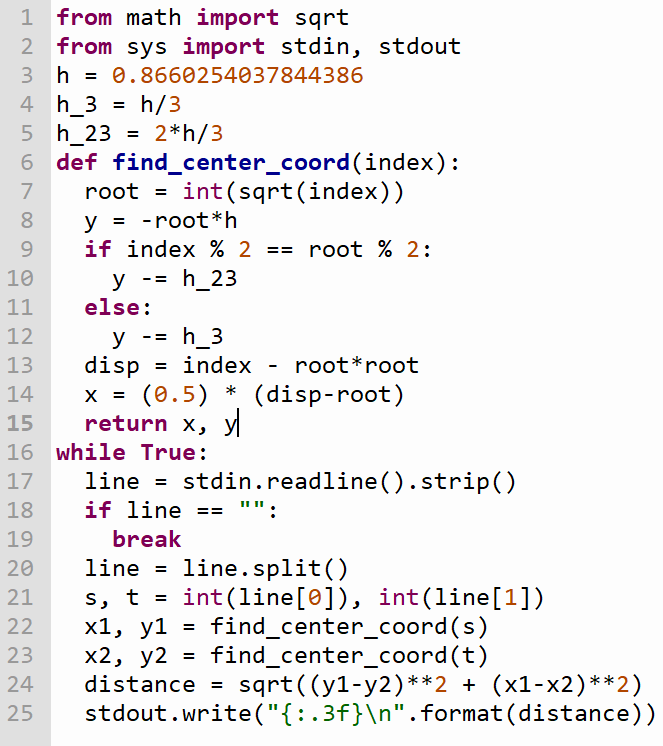 1 from math import sqrt
2 from sys import stdin, stdout
3 h = 0.8660254037844386
4 h_3 = h/3
5 h_23 = 2*h/3
6 def find_center_coord(index):
7   root = int(sqrt(index))
8   y = -root*h
9   if index % 2 == root % 2:
10     y -= h_23
11   else:
12     y -= h_3
13   disp = index - root*root
14   x = (0.5) * (disp-root)
15   return x, y
16 while True:
17   line = stdin.readline().strip()
18   if line == "":
19     break
20   line = line.split()
21   s, t = int(line[0]), int(line[1])
22   x1, y1 = find_center_coord(s)
23   x2, y2 = find_center_coord(t)
24   distance = sqrt((y1-y2)**2 + (x1-x2)**2)
25   stdout.write("{:.3f}\n".format(distance))